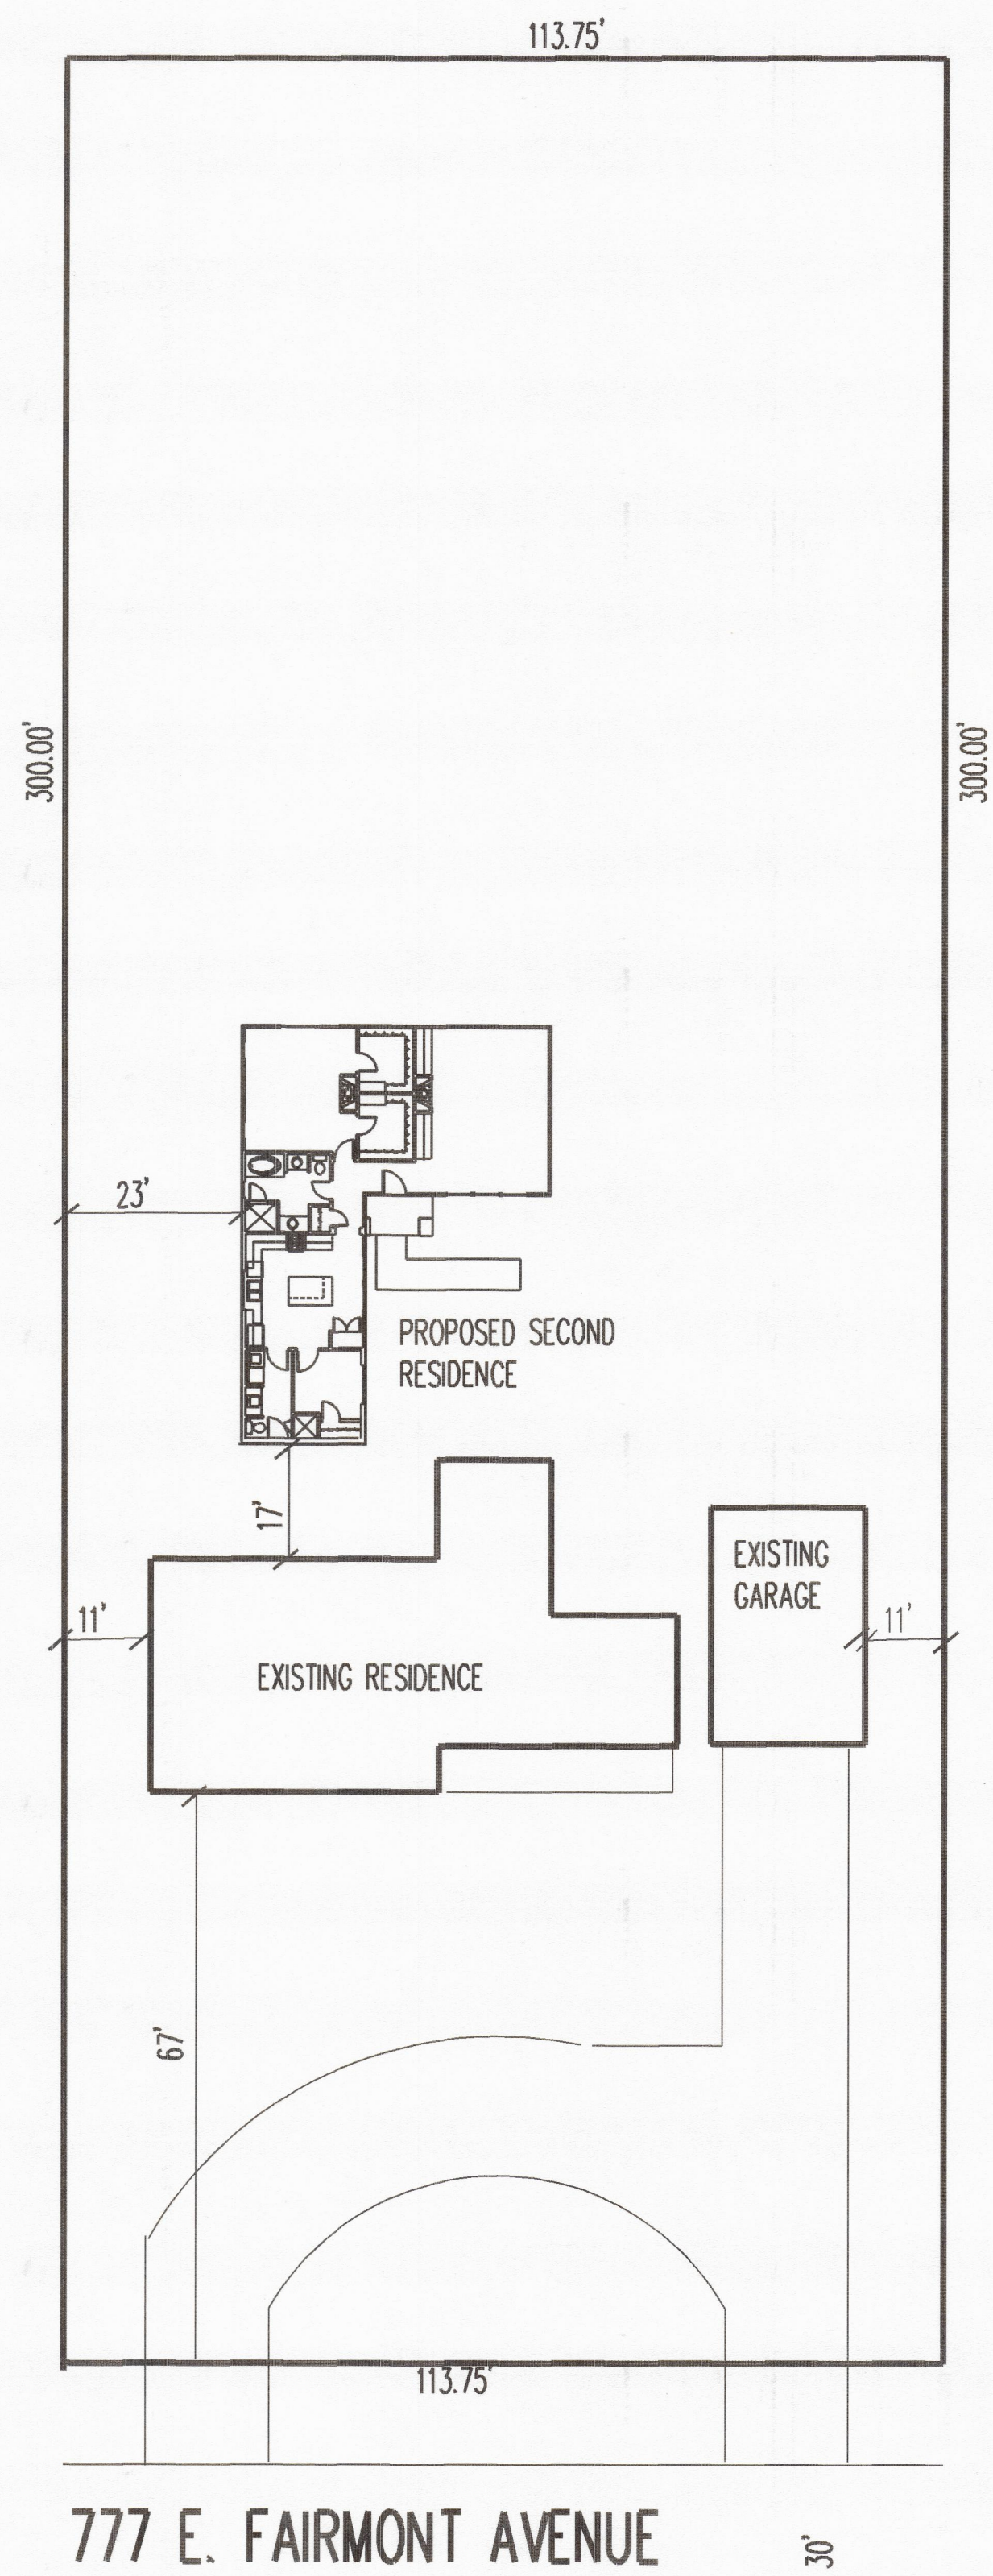 113.75'
300.00'
300.00'
23'
PROPOSED SECOND
RESIDENCE
17'
EXISTING
GARAGE
11'
11'
EXISTING RESIDENCE
67'
113.75'
777 E. FAIRMONT AVENUE
30'